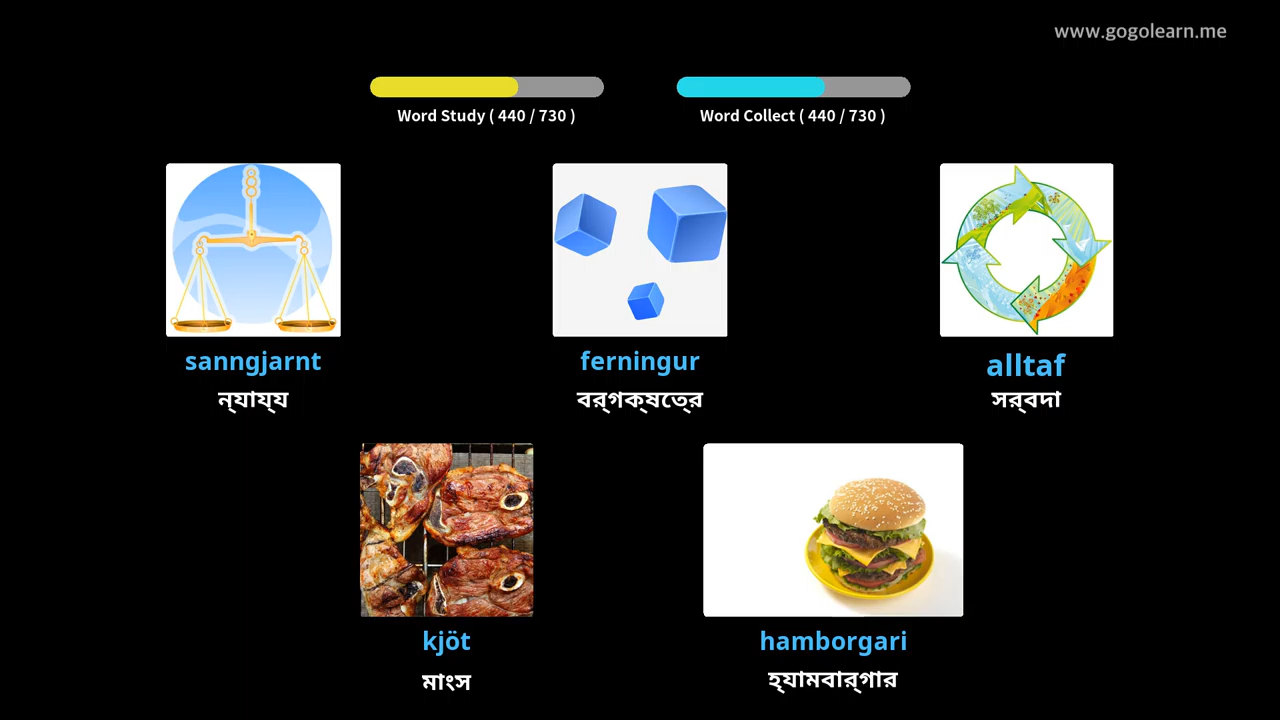 www.gogolearn.me
Word Study ( 440 / 730 )
Word Collect ( 440 / 730 )
sanngjarnt
ferningur
alltaf
ন্যায্য
বর্গক্ষেত্র
সর্বদা
kjöt
hamborgari
মাংস
হ্যামবার্গার